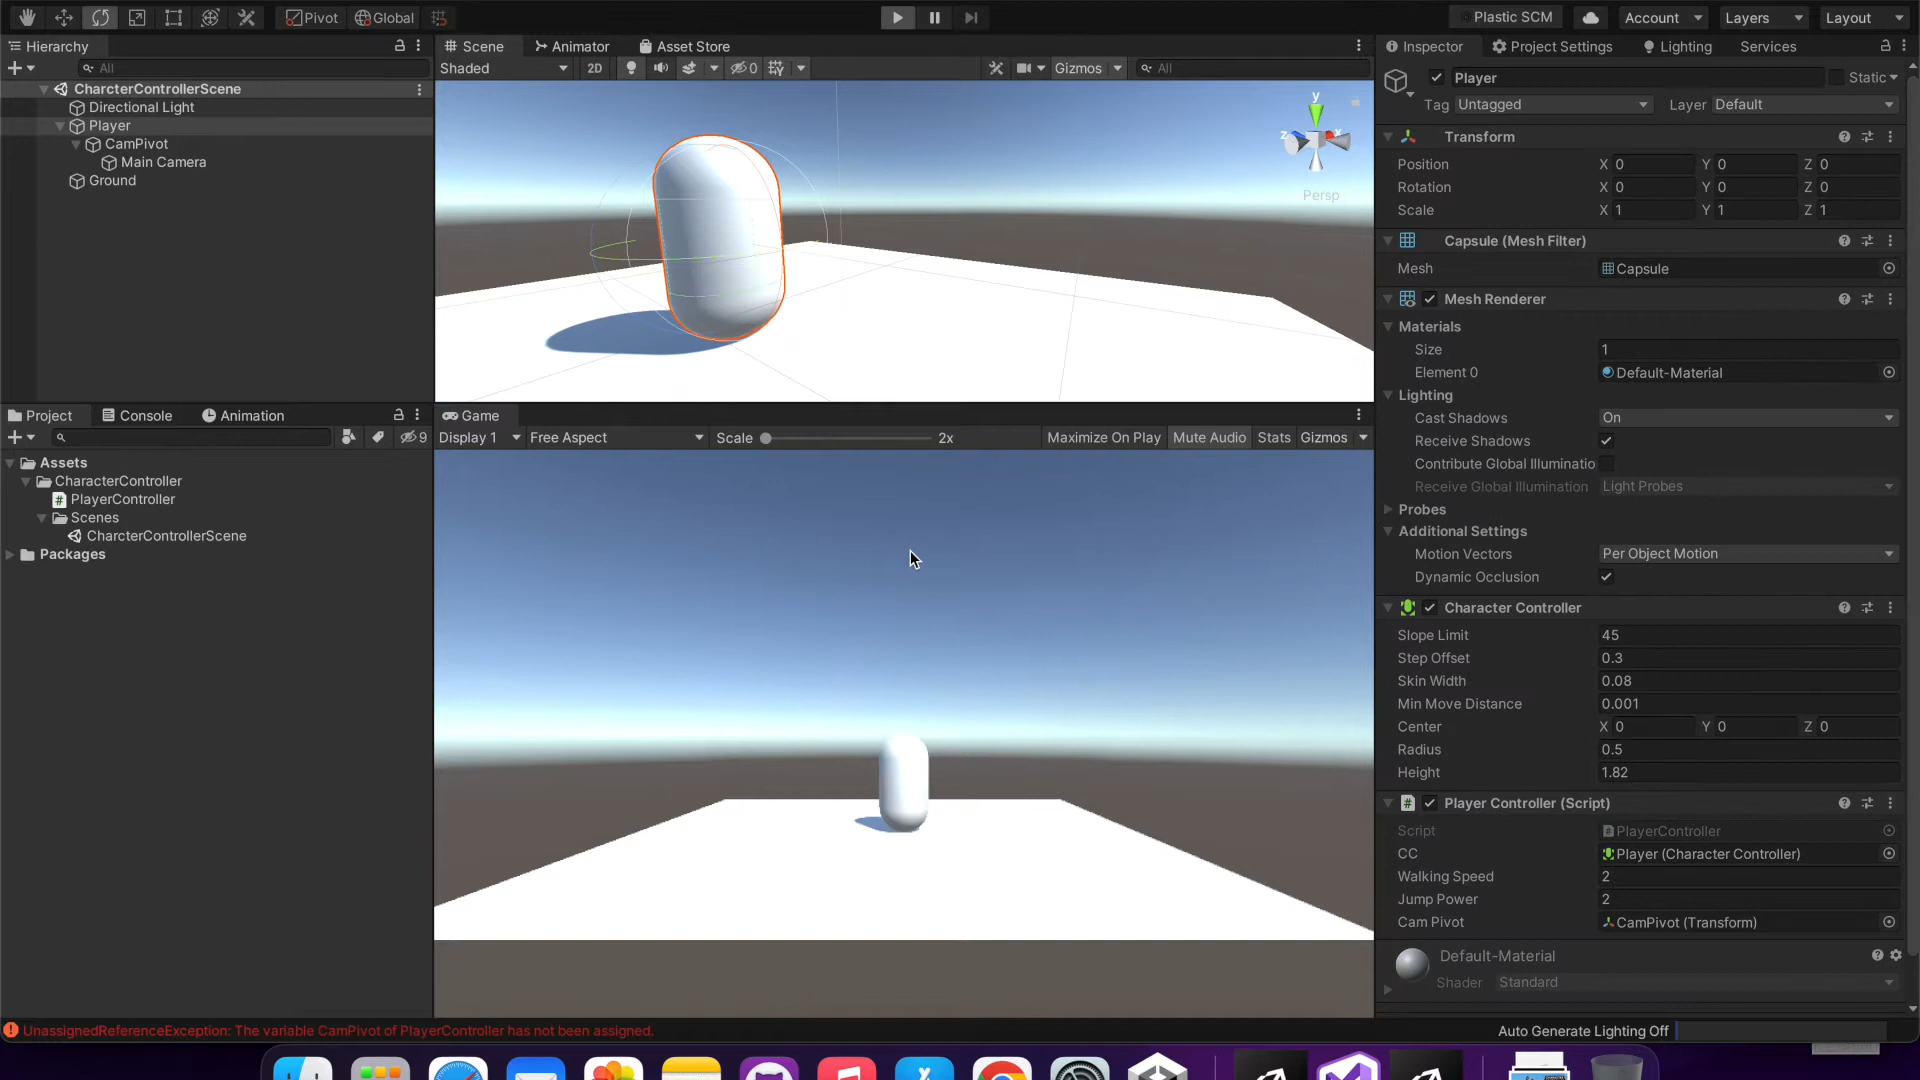 Pivot Global Plastic SCM Account Layers Layout
Hierarchy
All
CharcterControllerScene
Directional Light
Player
CamPivot
Main Camera
Ground
Scene Animator Asset Store
Shaded 2D 0 Gizmos All
y
z x
Persp
Project Console Animation
9
Assets
CharacterController
PlayerController
Scenes
CharcterControllerScene
Packages
Game
Display 1 Free Aspect Scale 2x Maximize On Play Mute Audio Stats Gizmos
Inspector Project Settings Lighting Services
Player Static
Tag Untagged Layer Default
Transform
Position X 0 Y 0 Z 0
Rotation X 0 Y 0 Z 0
Scale X 1 Y 1 Z 1
Capsule (Mesh Filter)
Mesh Capsule
Mesh Renderer
Materials
Size 1
Element 0 Default-Material
Lighting
Cast Shadows On
Receive Shadows
Contribute Global Illuminatio
Receive Global Illumination Light Probes
Probes
Additional Settings
Motion Vectors Per Object Motion
Dynamic Occlusion
Character Controller
Slope Limit 45
Step Offset 0.3
Skin Width 0.08
Min Move Distance 0.001
Center X 0 Y 0 Z 0
Radius 0.5
Height 1.82
Player Controller (Script)
Script PlayerController
CC Player (Character Controller)
Walking Speed 2
Jump Power 2
Cam Pivot CamPivot (Transform)
Default-Material
Shader Standard
UnassignedReferenceException: The variable CamPivot of PlayerController has not been assigned.
Auto Generate Lighting Off